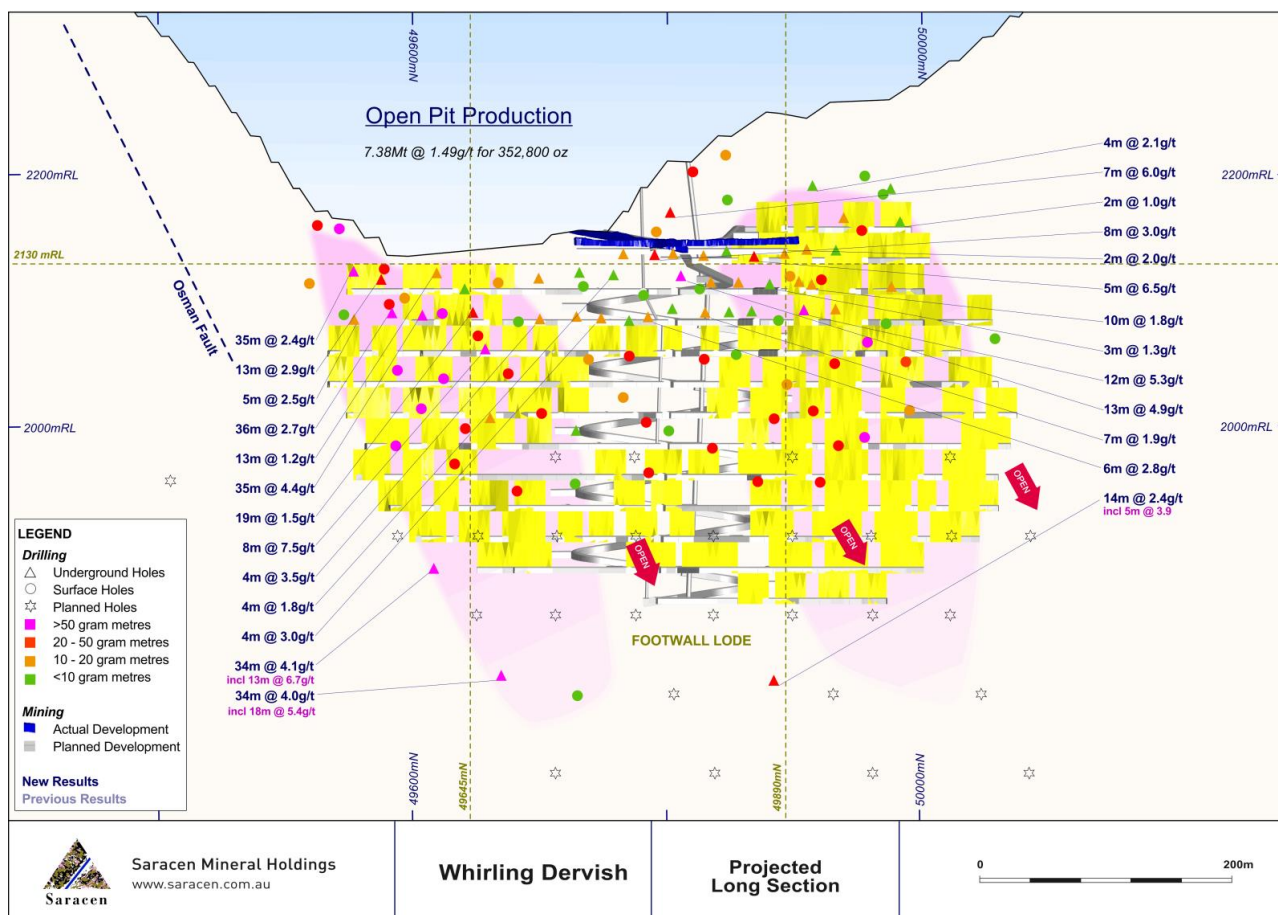 49600mN
50000mN
Open Pit Production
7.38Mt @ 1.49g/t for 352,800 oz
2200mRL
2200mRL
2130 mRL
Osman Fault
2000mRL
2000mRL
4m @ 2.1g/t
7m @ 6.0g/t
2m @ 1.0g/t
8m @ 3.0g/t
2m @ 2.0g/t
5m @ 6.5g/t
10m @ 1.8g/t
3m @ 1.3g/t
12m @ 5.3g/t
13m @ 4.9g/t
7m @ 1.9g/t
6m @ 2.8g/t
14m @ 2.4g/t
incl 5m @ 3.9
35m @ 2.4g/t
13m @ 2.9g/t
5m @ 2.5g/t
36m @ 2.7g/t
13m @ 1.2g/t
35m @ 4.4g/t
19m @ 1.5g/t
8m @ 7.5g/t
4m @ 3.5g/t
4m @ 1.8g/t
4m @ 3.0g/t
34m @ 4.1g/t
incl 13m @ 6.7g/t
34m @ 4.0g/t
incl 18m @ 5.4g/t
OPEN
OPEN
OPEN
FOOTWALL LODE
LEGEND
Drilling
Underground Holes
Surface Holes
Planned Holes
>50 gram metres
20 - 50 gram metres
10 - 20 gram metres
<10 gram metres
Mining
Actual Development
Planned Development
New Results
Previous Results
49600mN
49645mN
49890mN
50000mN
Saracen
Saracen Mineral Holdings
www.saracen.com.au
Whirling Dervish
Projected
Long Section
0
200m